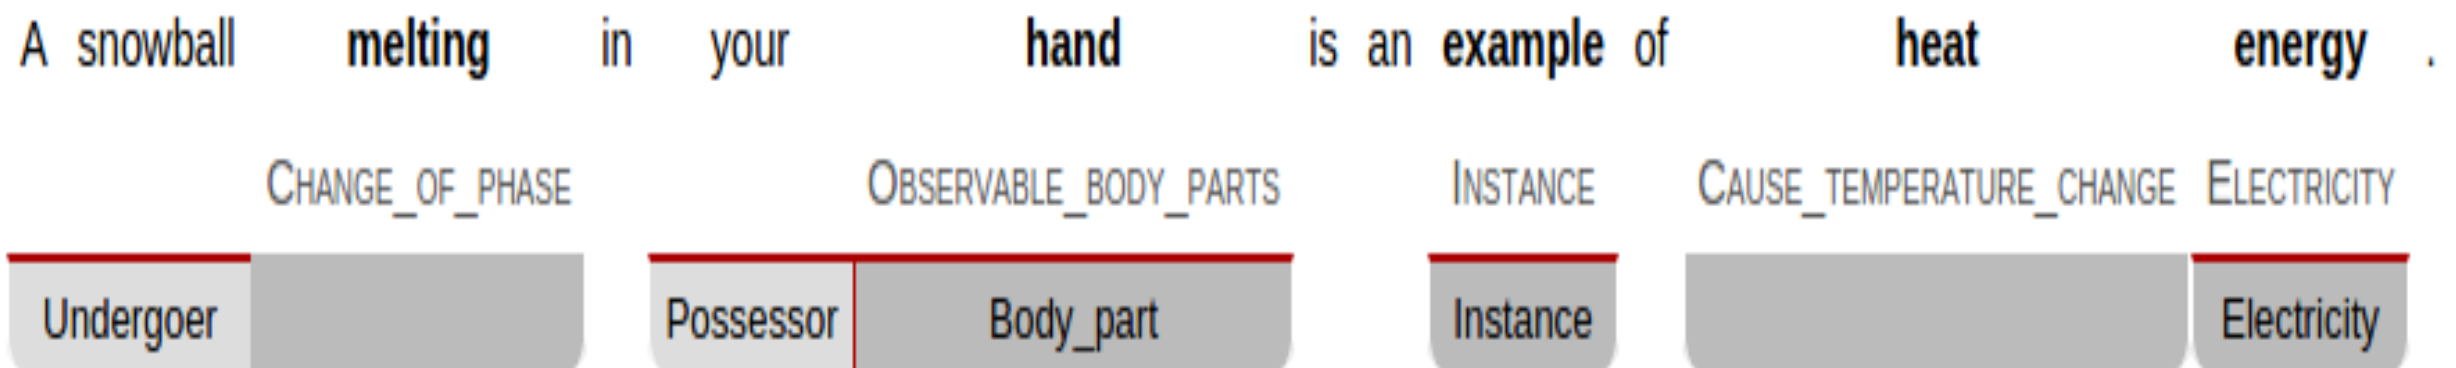 A snowball melting in your hand is an example of heat energy .
CHANGE_OF_PHASE OBSERVABLE_BODY_PARTS INSTANCE CAUSE_TEMPERATURE_CHANGE ELECTRICITY
Undergoer Possessor Body_part Instance Electricity